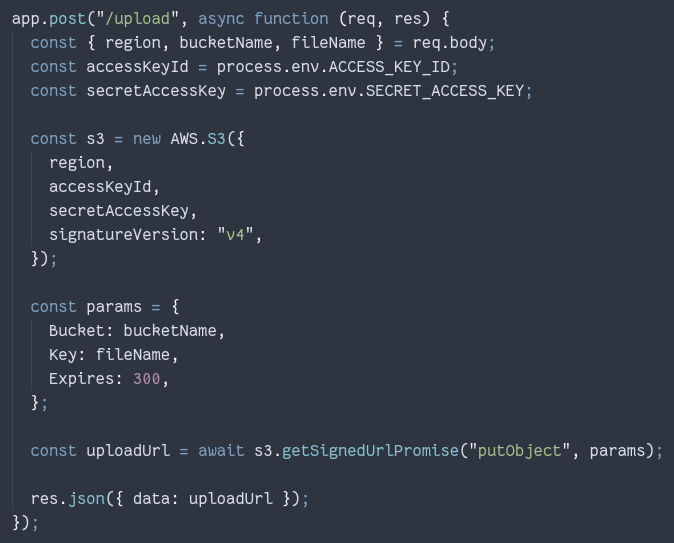 app.post("/upload", async function (req, res) {
  const { region, bucketName, fileName } = req.body;
  const accessKeyId = process.env.ACCESS_KEY_ID;
  const secretAccessKey = process.env.SECRET_ACCESS_KEY;

  const s3 = new AWS.S3({
    region,
    accessKeyId,
    secretAccessKey,
    signatureVersion: "v4",
  });

  const params = {
    Bucket: bucketName,
    Key: fileName,
    Expires: 300,
  };

  const uploadUrl = await s3.getSignedUrlPromise("putObject", params);

  res.json({ data: uploadUrl });
});